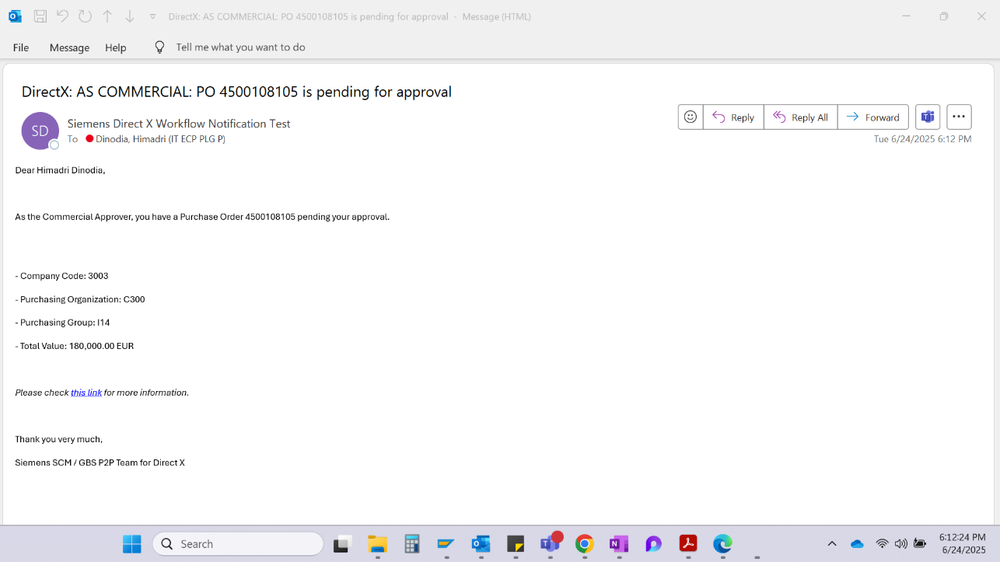 DirectX: AS COMMERCIAL: PO 4500108105 is pending for approval - Message (HTML)
File Message Help Tell me what you want to do
DirectX: AS COMMERCIAL: PO 4500108105 is pending for approval
SD
Siemens Direct X Workflow Notification Test
To Dinodia, Himadri (IT ECP PLG P)
Reply Reply All Forward
Tue 6/24/2025 6:12 PM
Dear Himadri Dinodia,
As the Commercial Approver, you have a Purchase Order 4500108105 pending your approval.
- Company Code: 3003
- Purchasing Organization: C300
- Purchasing Group: I14
- Total Value: 180,000.00 EUR
Please check this link for more information.
Thank you very much,
Siemens SCM / GBS P2P Team for Direct X
Search
6:12:24 PM
6/24/2025